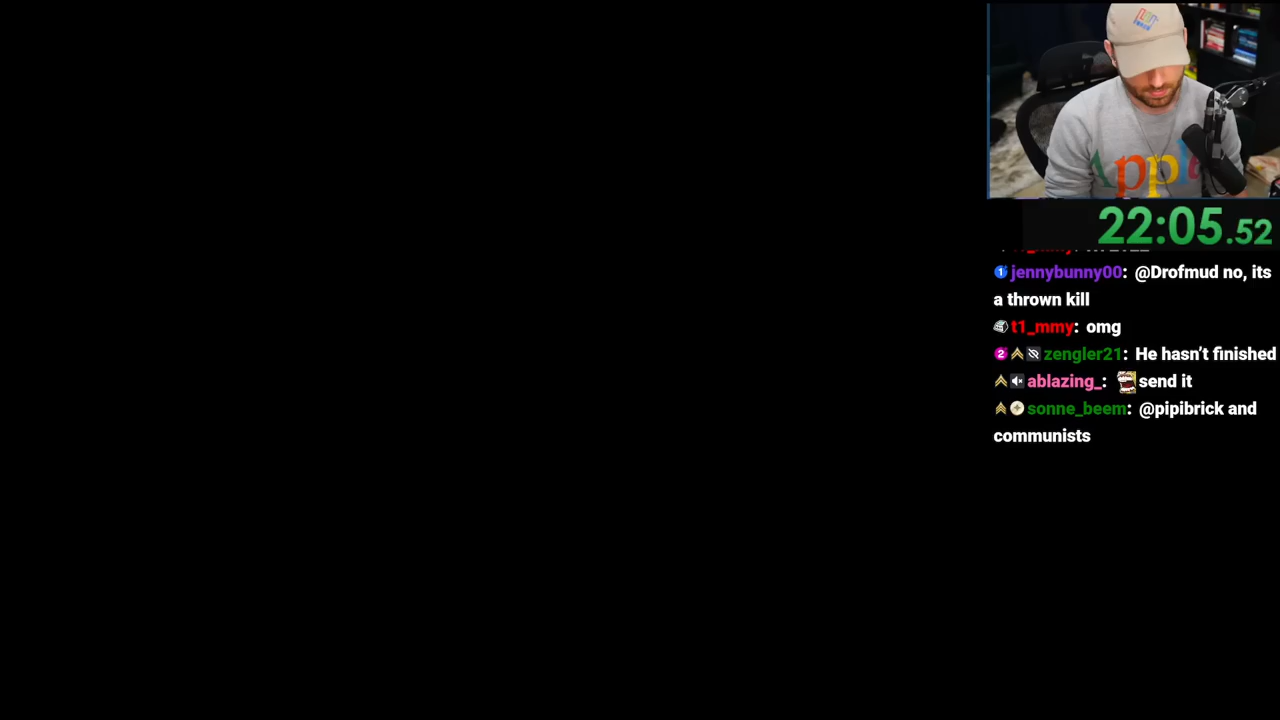 Apple
22:05.52
jennybunny00: @Drofmud no, its
a thrown kill
t1_mmy: omg
zengler21: He hasn’t finished
ablazing_: send it
sonne_beem: @pipibrick and
communists